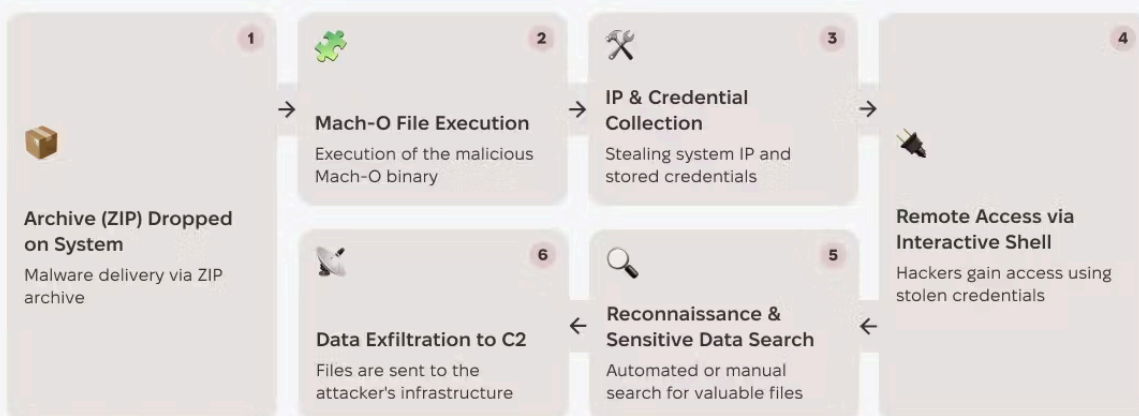 1
Archive (ZIP) Dropped
on System
Malware delivery via ZIP
archive
2
Mach-O File Execution
Execution of the malicious
Mach-O binary
3
IP & Credential
Collection
Stealing system IP and
stored credentials
4
Remote Access via
Interactive Shell
Hackers gain access using
stolen credentials
5
Reconnaissance &
Sensitive Data Search
Automated or manual
search for valuable files
6
Data Exfiltration to C2
Files are sent to the
attacker's infrastructure